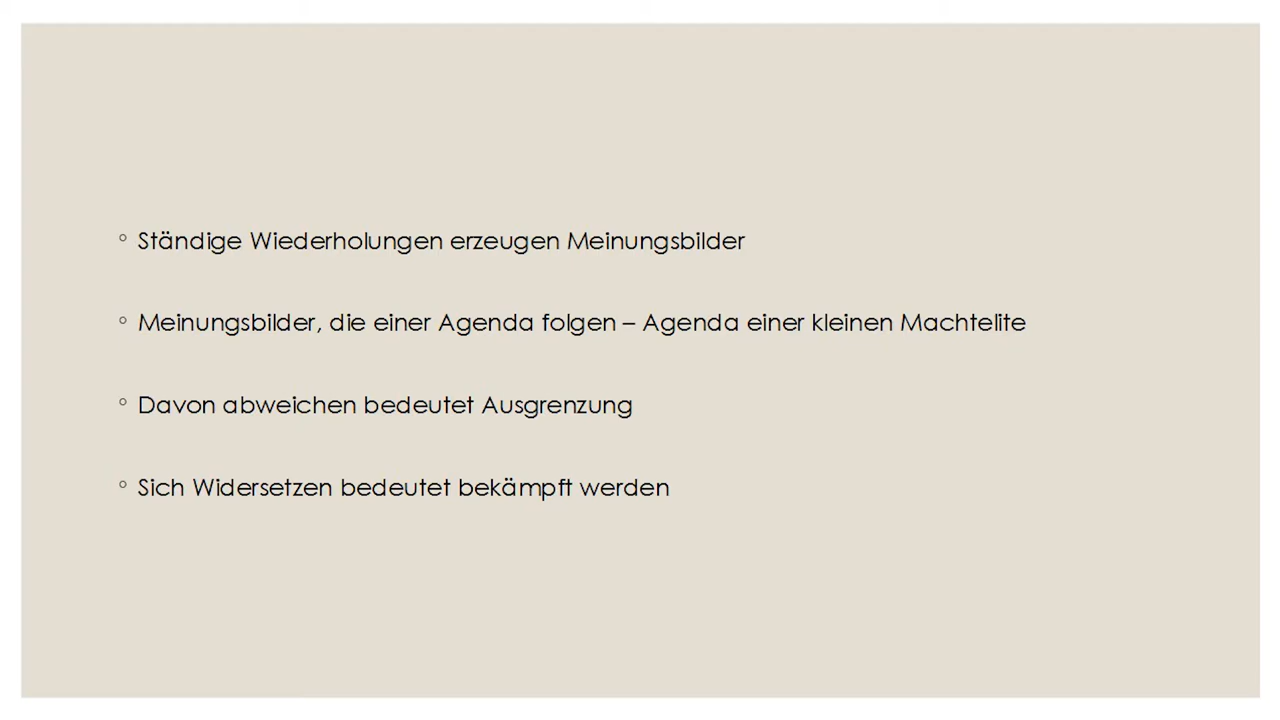 ◦ Ständige Wiederholungen erzeugen Meinungsbilder
◦ Meinungsbilder, die einer Agenda folgen – Agenda einer kleinen Machtelite
◦ Davon abweichen bedeutet Ausgrenzung
◦ Sich Widersetzen bedeutet bekämpft werden